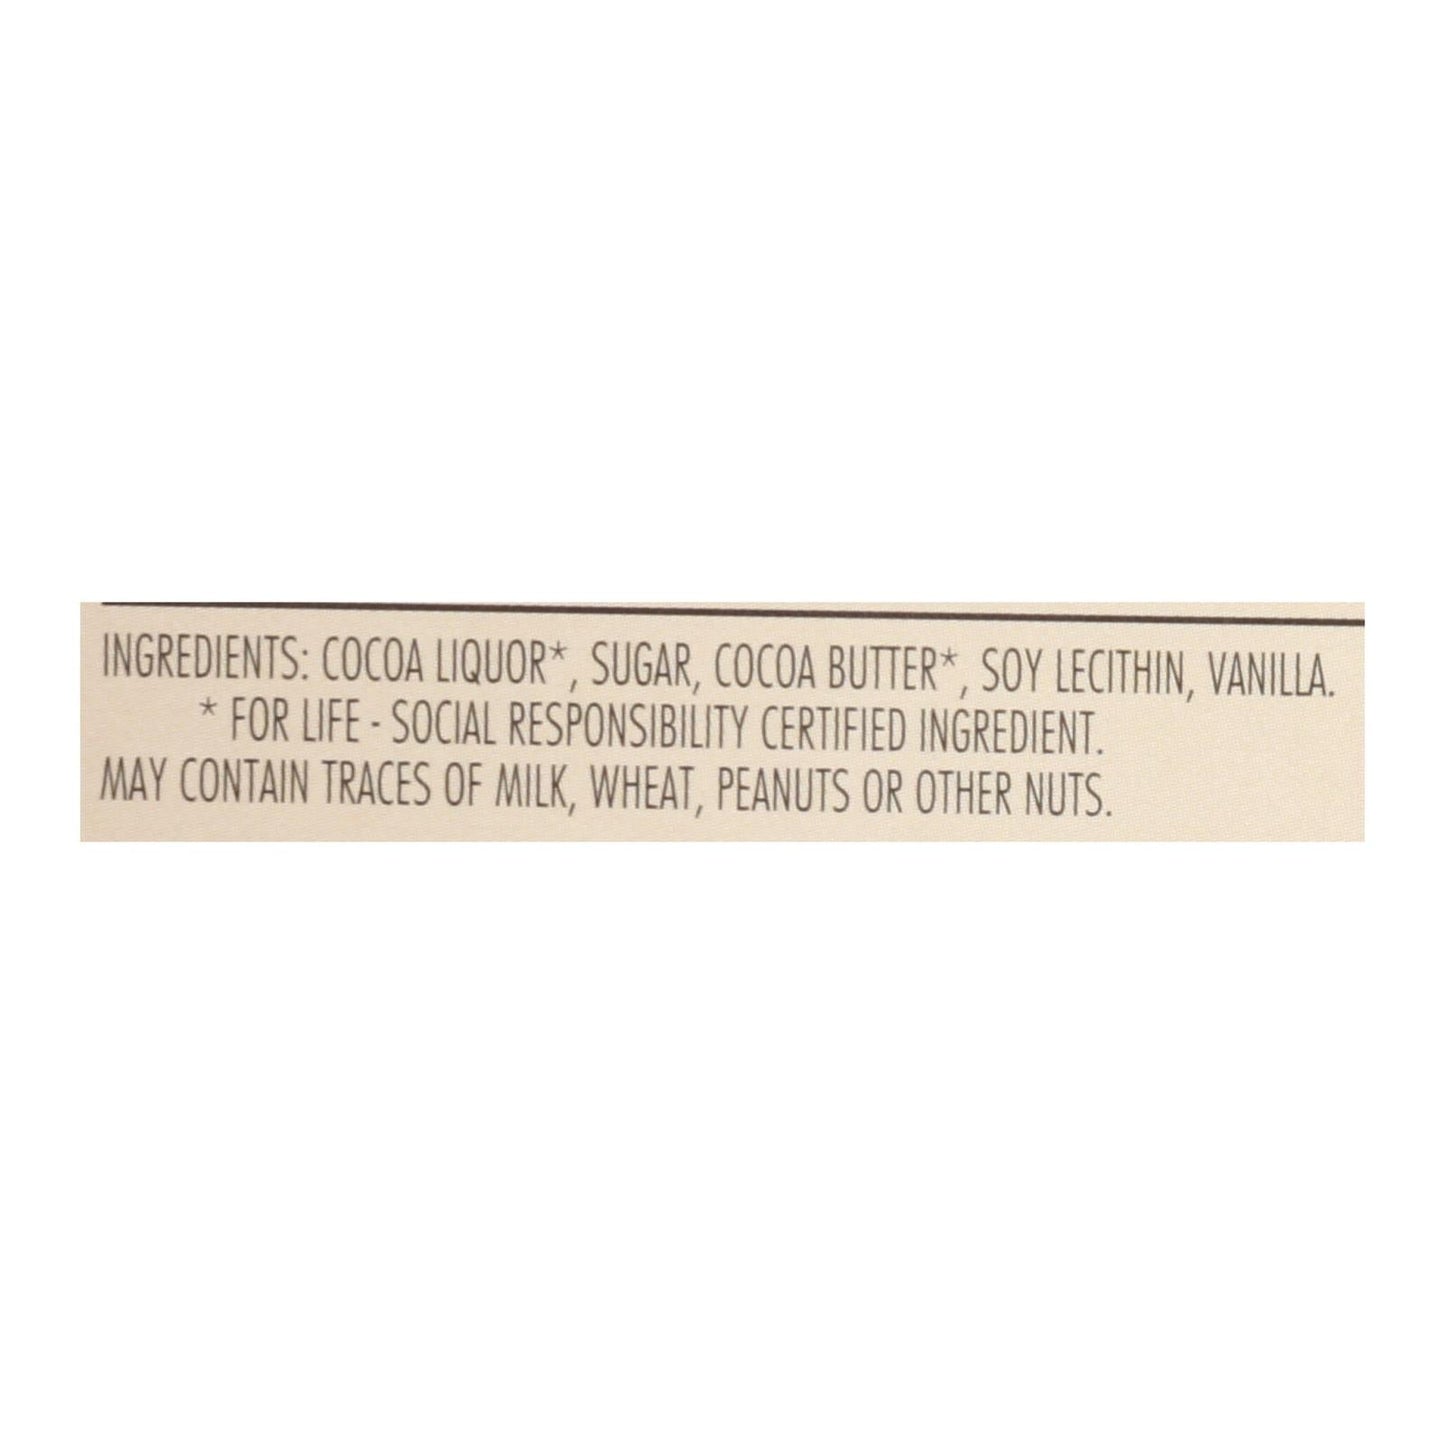 INGREDIENTS: COCOA LIQUOR*, SUGAR, COCOA BUTTER*, SOY LECITHIN, VANILLA.
* FOR LIFE - SOCIAL RESPONSIBILITY CERTIFIED INGREDIENT.
MAY CONTAIN TRACES OF MILK, WHEAT, PEANUTS OR OTHER NUTS.